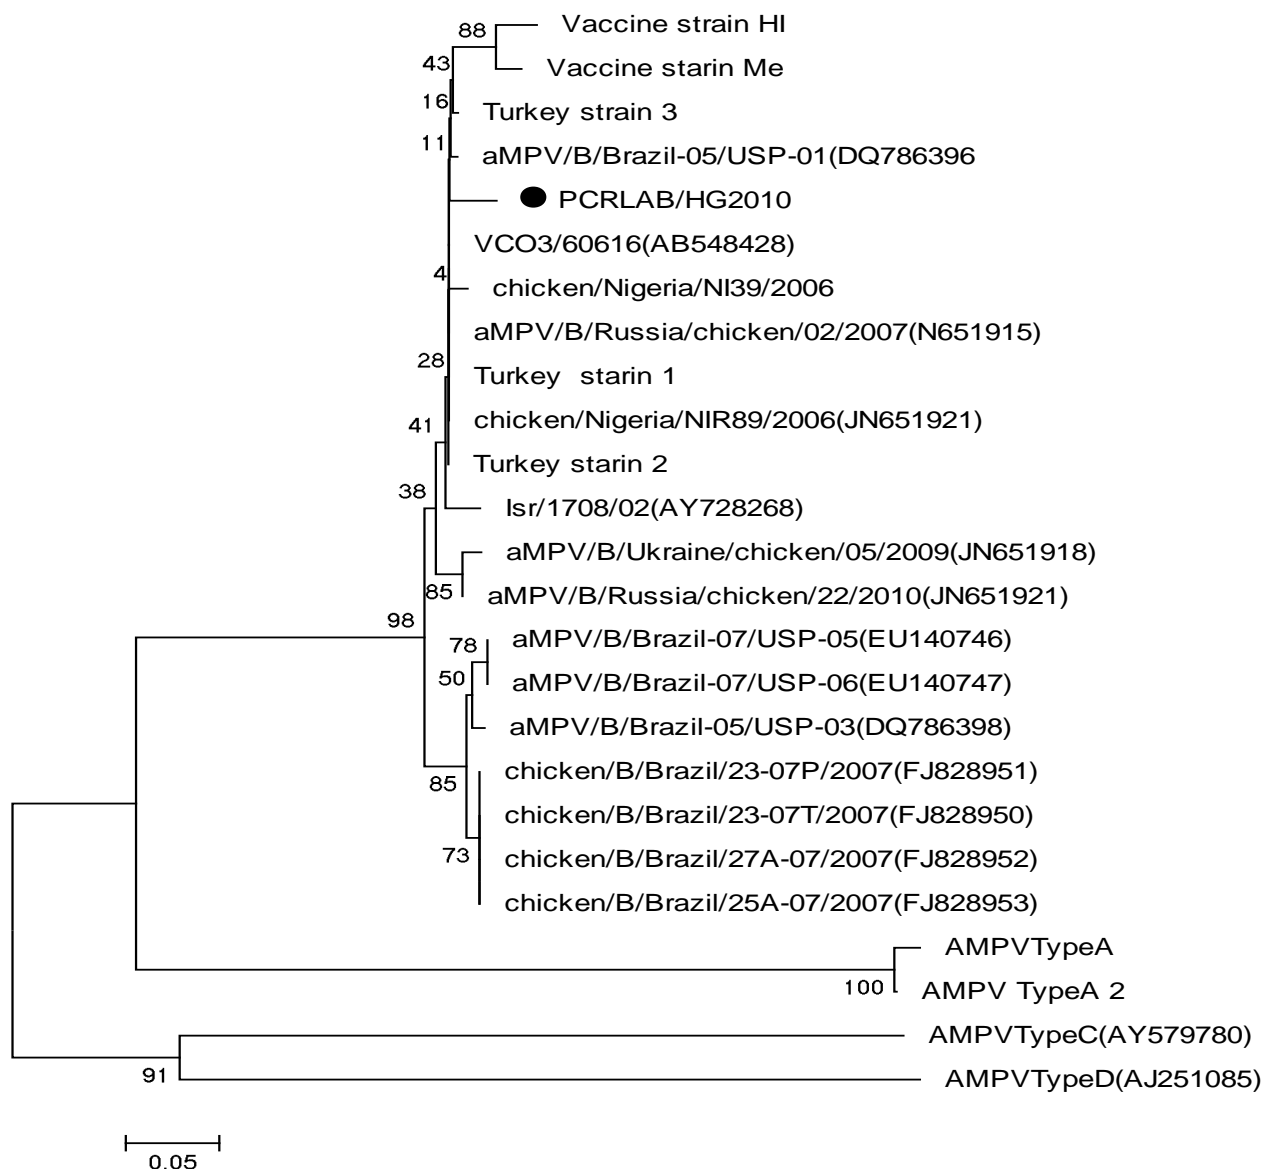 88
Vaccine strain HI
43
Vaccine starin Me
16
Turkey strain 3
11
aMPV/B/Brazil-05/USP-01(DQ786396
PCRLAB/HG2010
VCO3/60616(AB548428)
4
chicken/Nigeria/NI39/2006
aMPV/B/Russia/chicken/02/2007(N651915)
28
Turkey starin 1
41
chicken/Nigeria/NIR89/2006(JN651921)
Turkey starin 2
38
Isr/1708/02(AY728268)
aMPV/B/Ukraine/chicken/05/2009(JN651918)
85
aMPV/B/Russia/chicken/22/2010(JN651921)
98
78
aMPV/B/Brazil-07/USP-05(EU140746)
50
aMPV/B/Brazil-07/USP-06(EU140747)
aMPV/B/Brazil-05/USP-03(DQ786398)
85
chicken/B/Brazil/23-07P/2007(FJ828951)
chicken/B/Brazil/23-07T/2007(FJ828950)
73
chicken/B/Brazil/27A-07/2007(FJ828952)
chicken/B/Brazil/25A-07/2007(FJ828953)
AMPVTypeA
100
AMPV TypeA 2
AMPVTypeC(AY579780)
91
AMPVTypeD(AJ251085)
0.05